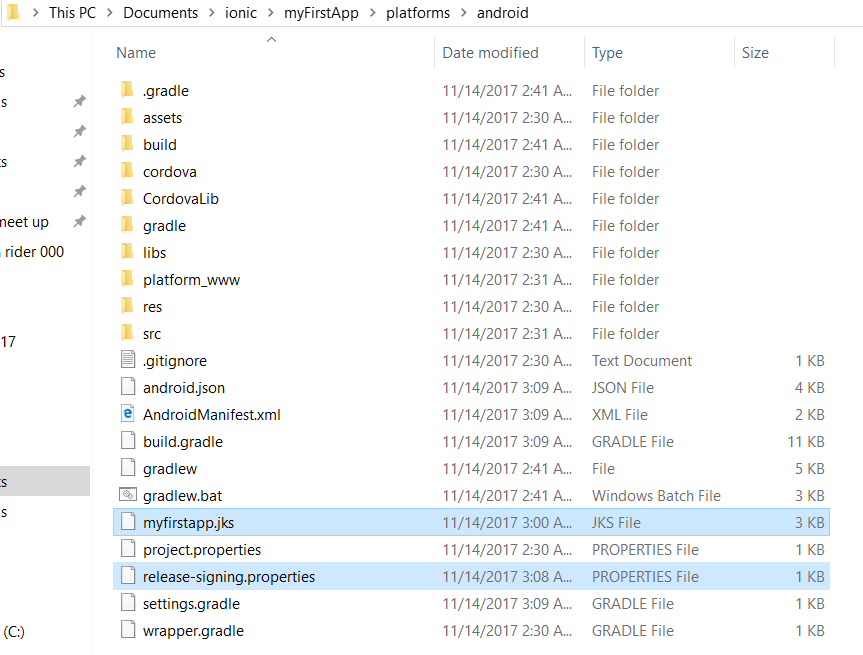 This PC > Documents > ionic > myFirstApp > platforms > android
Name Date modified Type Size
.gradle 11/14/2017 2:41 A... File folder
assets 11/14/2017 2:30 A... File folder
build 11/14/2017 2:41 A... File folder
cordova 11/14/2017 2:30 A... File folder
CordovaLib 11/14/2017 2:41 A... File folder
gradle 11/14/2017 2:41 A... File folder
libs 11/14/2017 2:30 A... File folder
platform_www 11/14/2017 2:31 A... File folder
res 11/14/2017 2:30 A... File folder
src 11/14/2017 2:31 A... File folder
.gitignore 11/14/2017 2:30 A... Text Document 1 KB
android.json 11/14/2017 3:09 A... JSON File 4 KB
AndroidManifest.xml 11/14/2017 3:09 A... XML File 2 KB
build.gradle 11/14/2017 3:09 A... GRADLE File 11 KB
gradlew 11/14/2017 2:41 A... File 5 KB
gradlew.bat 11/14/2017 2:41 A... Windows Batch File 3 KB
myfirstapp.jks 11/14/2017 3:00 A... JKS File 3 KB
project.properties 11/14/2017 2:30 A... PROPERTIES File 1 KB
release-signing.properties 11/14/2017 3:08 A... PROPERTIES File 1 KB
settings.gradle 11/14/2017 3:09 A... GRADLE File 1 KB
wrapper.gradle 11/14/2017 2:30 A... GRADLE File 1 KB
s
s
ts
meet up
rider 000
17
ts
s
(C:)